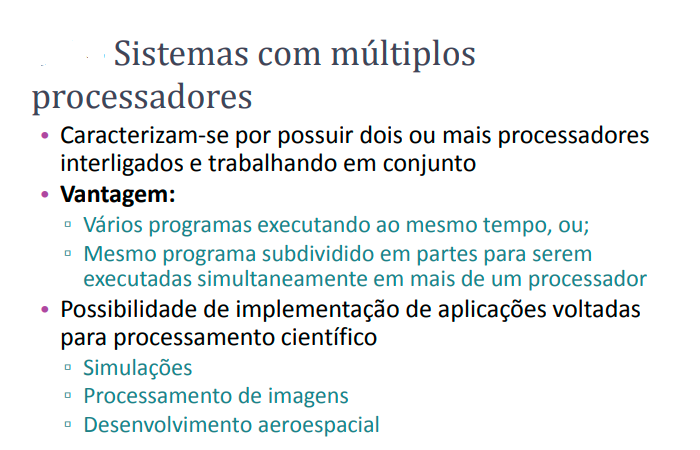 Sistemas com múltiplos
processadores
• Caracterizam-se por possuir dois ou mais processadores
interligados e trabalhando em conjunto
• Vantagem:
▫ Vários programas executando ao mesmo tempo, ou;
▫ Mesmo programa subdividido em partes para serem
executadas simultaneamente em mais de um processador
• Possibilidade de implementação de aplicações voltadas
para processamento científico
▫ Simulações
▫ Processamento de imagens
▫ Desenvolvimento aeroespacial